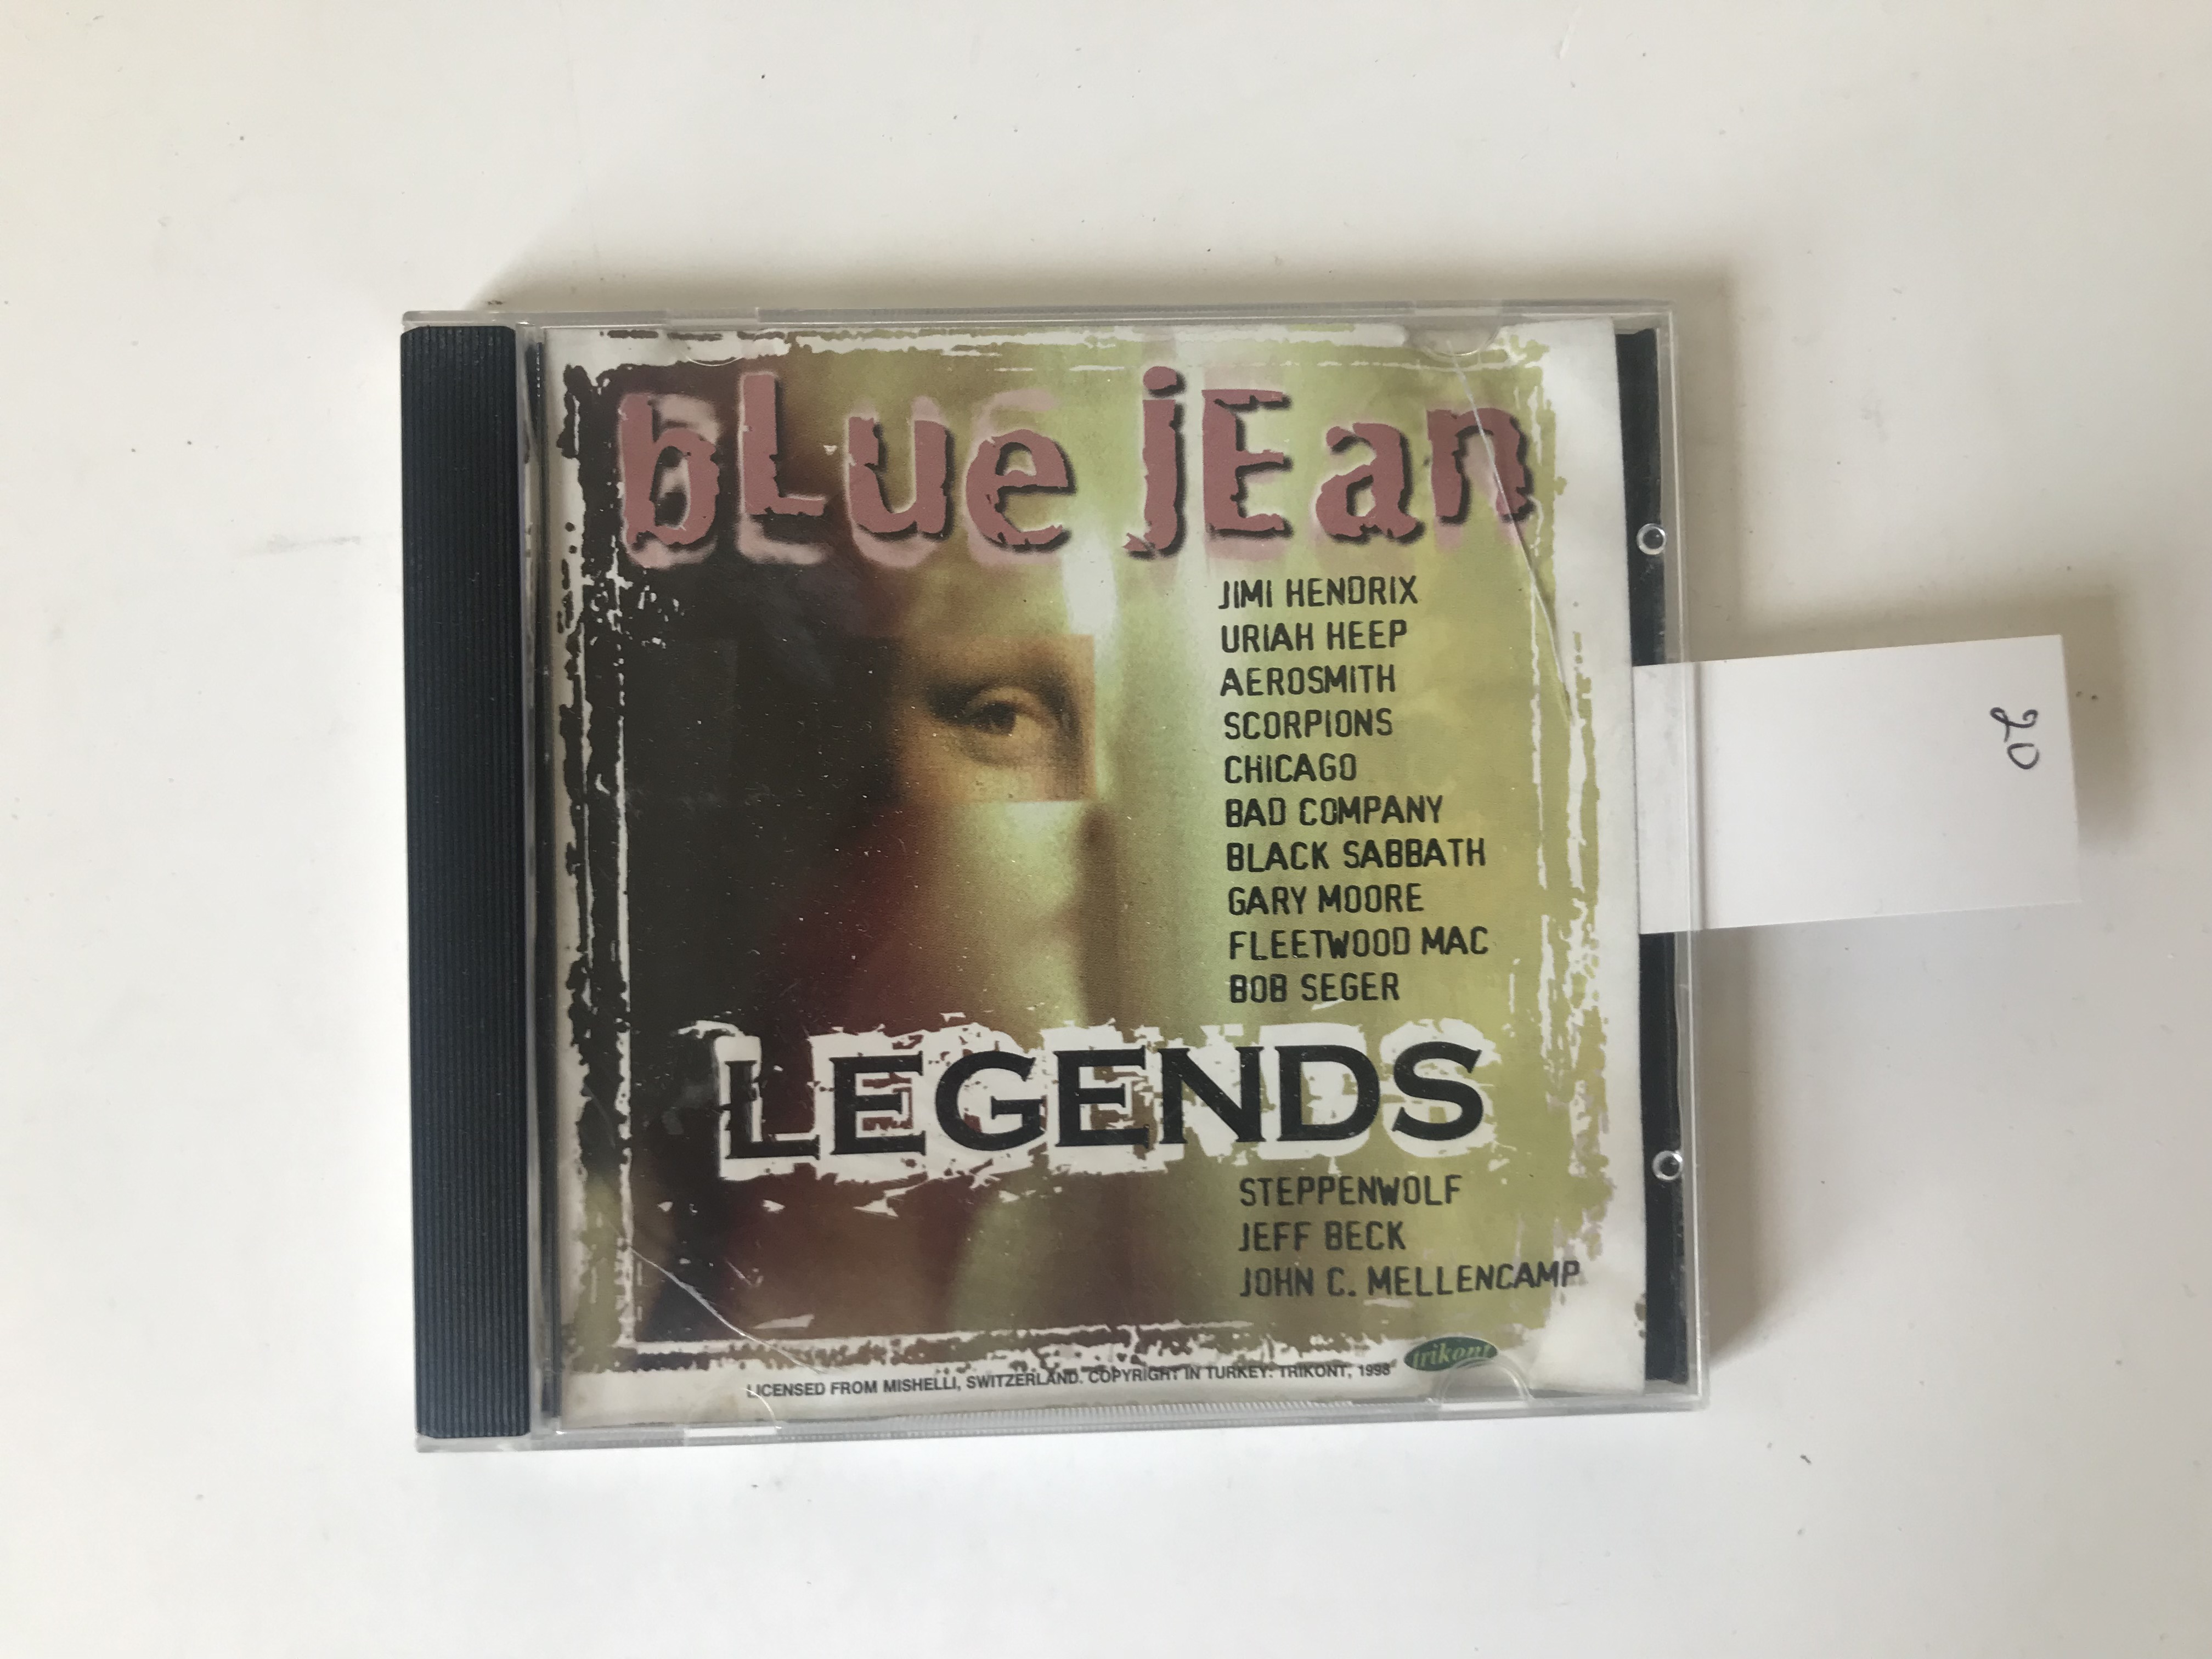 bLue jEan
JIMI HENDRIX
URIAH HEEP
AEROSMITH
SCORPIONS
CHICAGO
BAD COMPANY
BLACK SABBATH
GARY MOORE
FLEETWOOD MAC
BOB SEGER
LEGENDS
STEPPENWOLF
JEFF BECK
JOHN C. MELLENCAMP
LICENSED FROM MISHELLI, SWITZERLAND. COPYRIGHT IN TURKEY: TRIKONT, 1998
trikont
20